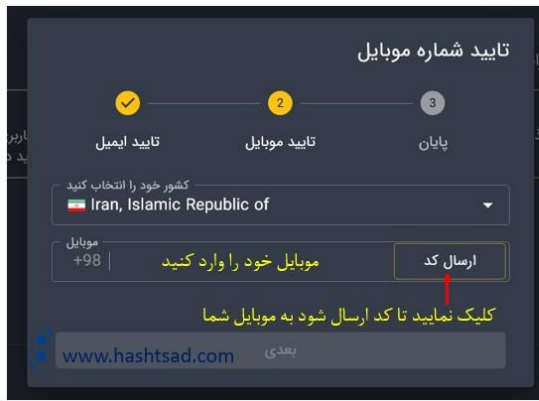 تایید شماره موبایل
2
3
تایید ایمیل
تایید موبایل
پایان
کشور خود را انتخاب کنید
Iran, Islamic Republic of
موبایل
+98
موبایل خود را وارد کنید
ارسال کد
کلیک نمایید تا کد ارسال شود به موبایل شما
بعدی
www.hashtsad.com